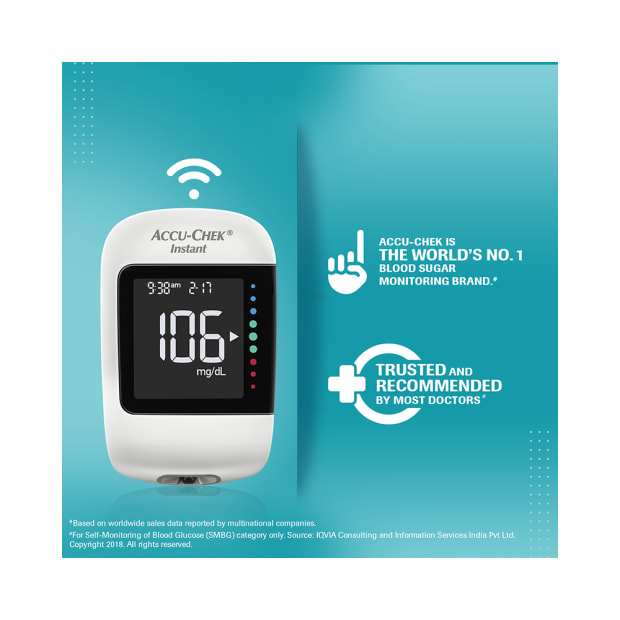 ACCU-CHEK®
Instant
9:38am 2-17
106
mg/dL
ACCU-CHEK IS
THE WORLD'S NO. 1
BLOOD SUGAR
MONITORING BRAND.#
TRUSTED AND
RECOMMENDED
BY MOST DOCTORS
#Based on worldwide sales data reported by multinational companies.
For Self-Monitoring of Blood Glucose (SMBG) category only. Source: IQVIA Consulting and Information Services India Pvt Ltd.
Copyright 2018. All rights reserved.